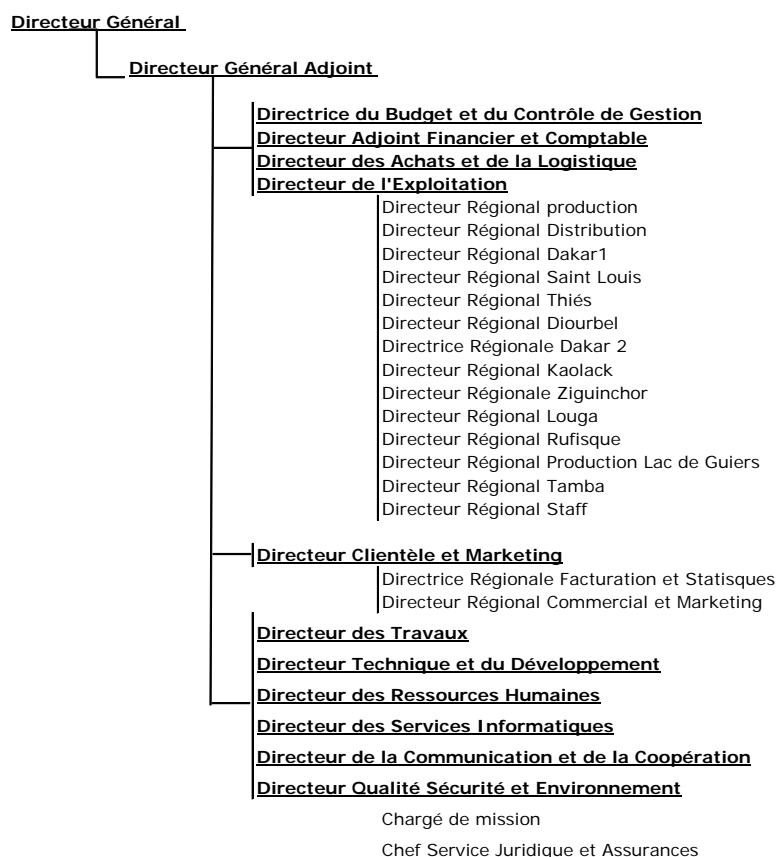 Directeur Général
Directeur Général Adjoint
Directrice du Budget et du Contrôle de Gestion
Directeur Adjoint Financier et Comptable
Directeur des Achats et de la Logistique
Directeur de l'Exploitation
Directeur Régional production
Directeur Régional Distribution
Directeur Régional Dakar1
Directeur Régional Saint Louis
Directeur Régional Thiés
Directeur Régional Diourbel
Directrice Régionale Dakar 2
Directeur Régional Kaolack
Directeur Régionale Ziguinchor
Directeur Régional Louga
Directeur Régional Rufisque
Directeur Régional Production Lac de Guiers
Directeur Régional Tamba
Directeur Régional Staff
Directeur Clientèle et Marketing
Directrice Régionale Facturation et Statisques
Directeur Régional Commercial et Marketing
Directeur des Travaux
Directeur Technique et du Développement
Directeur des Ressources Humaines
Directeur des Services Informatiques
Directeur de la Communication et de la Coopération
Directeur Qualité Sécurité et Environnement
Chargé de mission
Chef Service Juridique et Assurances